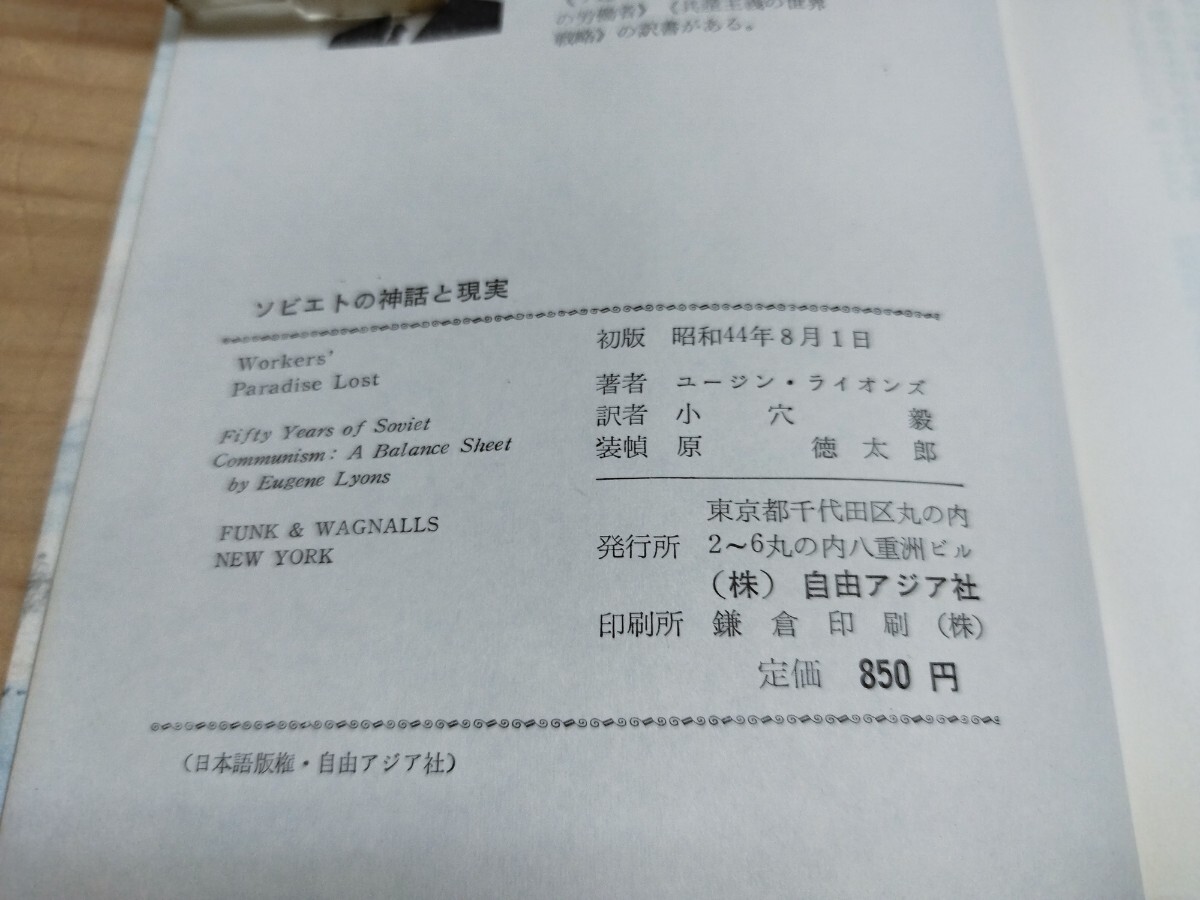 の労働者》《共産主義の世界
戦略》の訳書がある。
ソビエトの神話と現実
Workers'
Paradise Lost
Fifty Years of Soviet
Communism: A Balance Sheet
by Eugene Lyons
FUNK & WAGNALLS
NEW YORK
初版 昭和44年8月1日
著者 ユージン・ライオンズ
訳者 小穴毅
装幀 原徳太郎
東京都千代田区丸の内
発行所 2～6丸の内八重洲ビル
（株）自由アジア社
印刷所 鎌倉印刷（株）
定価 850円
（日本語版権・自由アジア社）